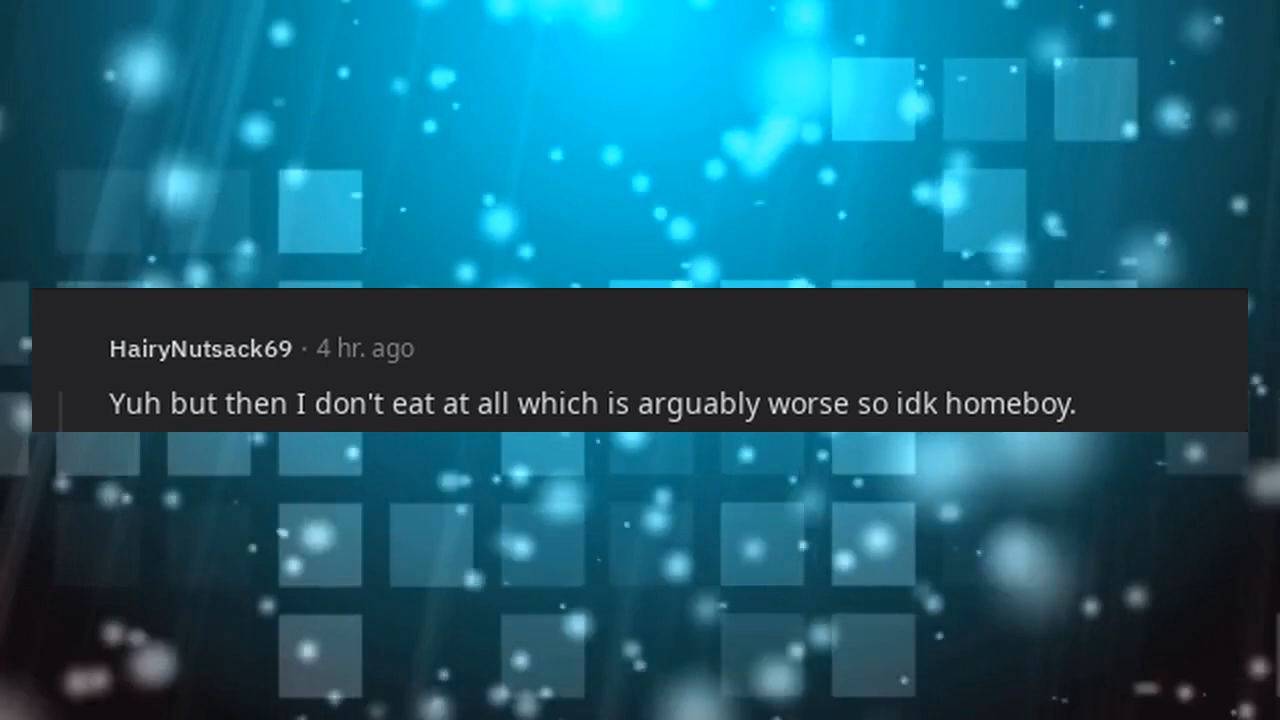 HairyNutsack69 · 4 hr. ago
Yuh but then I don't eat at all which is arguably worse so idk homeboy.